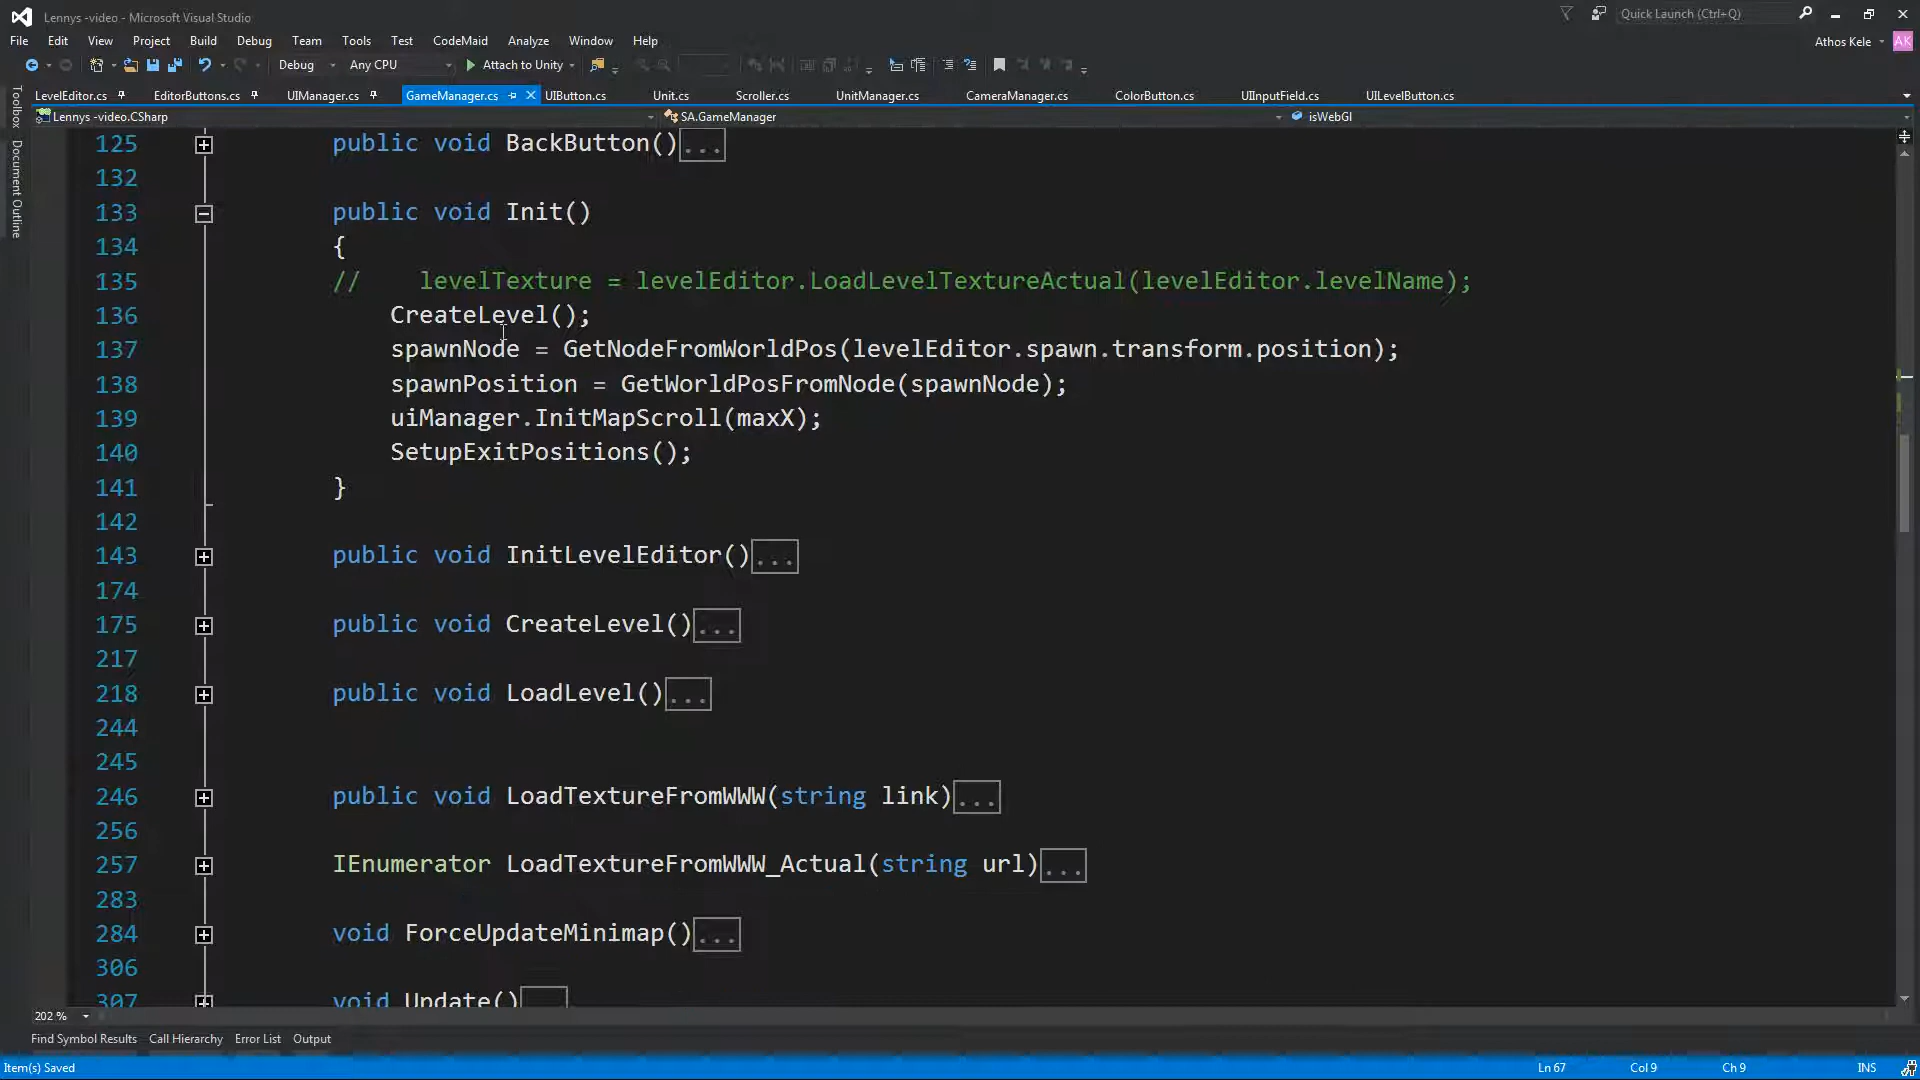 Lennys -video - Microsoft Visual Studio
Quick Launch (Ctrl+Q)
File Edit View Project Build Debug Team Tools Test CodeMaid Analyze Window Help
Athos Kele AK
Debug Any CPU Attach to Unity
LevelEditor.cs EditorButtons.cs UIManager.cs GameManager.cs UIButton.cs Unit.cs Scroller.cs UnitManager.cs CameraManager.cs ColorButton.cs UIInputField.cs UILevelButton.cs
Lennys -video.CSharp SA.GameManager isWebGl
Toolbox
Document Outline
125 public void BackButton()...
132
133 public void Init()
134 {
135 // levelTexture = levelEditor.LoadLevelTextureActual(levelEditor.levelName);
136 CreateLevel();
137 spawnNode = GetNodeFromWorldPos(levelEditor.spawn.transform.position);
138 spawnPosition = GetWorldPosFromNode(spawnNode);
139 uiManager.InitMapScroll(maxX);
140 SetupExitPositions();
141 }
142
143 public void InitLevelEditor()...
174
175 public void CreateLevel()...
217
218 public void LoadLevel()...
244
245
246 public void LoadTextureFromWWW(string link)...
256
257 IEnumerator LoadTextureFromWWW_Actual(string url)...
283
284 void ForceUpdateMinimap()...
306
307 void Update()...
202 %
Find Symbol Results Call Hierarchy Error List Output
Item(s) Saved Ln 67 Col 9 Ch 9 INS